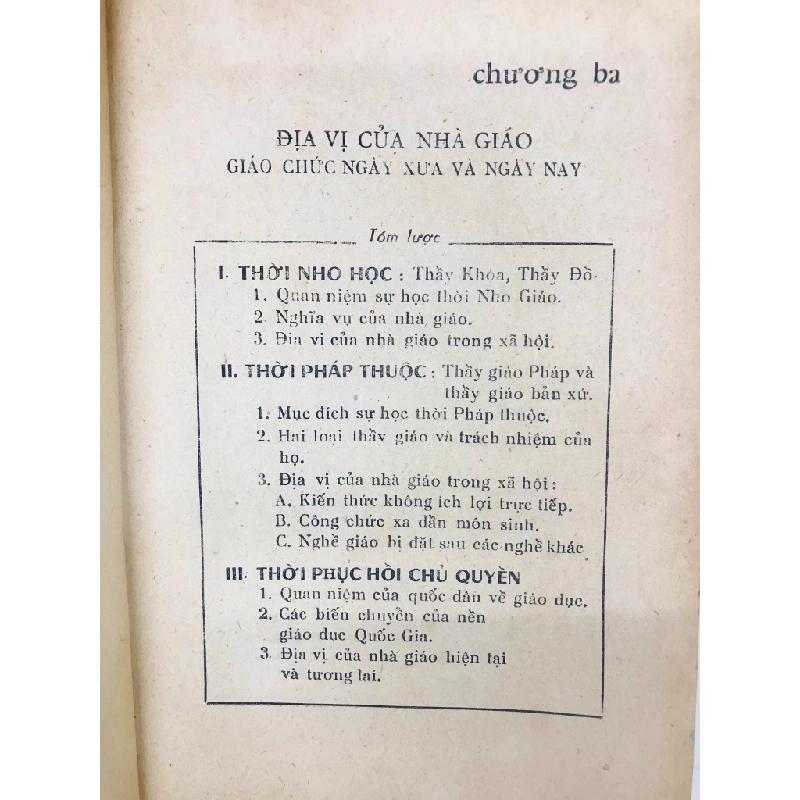 chương ba
ĐỊA VỊ CỦA NHÀ GIÁO
GIÁO CHỨC NGÀY XƯA VÀ NGÀY NAY
Tóm lược
I. THỜI NHO HỌC : Thầy Khóa, Thầy Đồ.
1. Quan niệm sự học thời Nho Giáo.
2. Nghĩa vụ của nhà giáo.
3. Địa vị của nhà giáo trong xã hội.
II. THỜI PHÁP THUỘC : Thầy giáo Pháp và
thầy giáo bản xứ.
1. Mục đích sự học thời Pháp thuộc.
2. Hai loại thầy giáo và trách nhiệm của
họ.
3. Địa vị của nhà giáo trong xã hội :
A. Kiến thức không ích lợi trực tiếp.
B. Công chức xa dần môn sinh.
C. Nghề giáo bị đặt sau các nghề khác
III. THỜI PHỤC HỒI CHỦ QUYỀN
1. Quan niệm của quốc dân về giáo dục.
2. Các biến chuyển của nền
giáo dục Quốc Gia.
3. Địa vị của nhà giáo hiện tại
và tương lai.